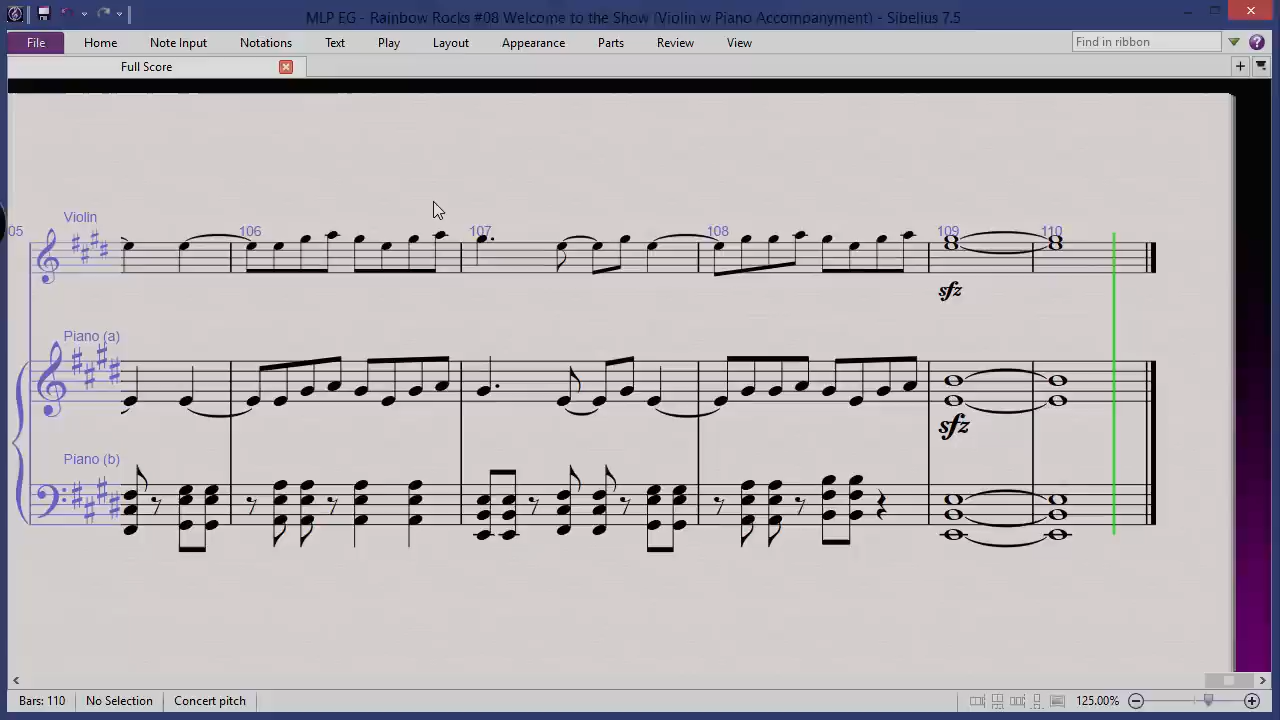 MLP EG - Rainbow Rocks #08 Welcome to the Show (Violin w Piano Accompanyment) - Sibelius 7.5
File Home Note Input Notations Text Play Layout Appearance Parts Review View Find in ribbon ?
Full Score
Violin
05 106 107 108 109 110
sfz
Piano (a)
sfz
Piano (b)
Bars: 110 No Selection Concert pitch 125.00%